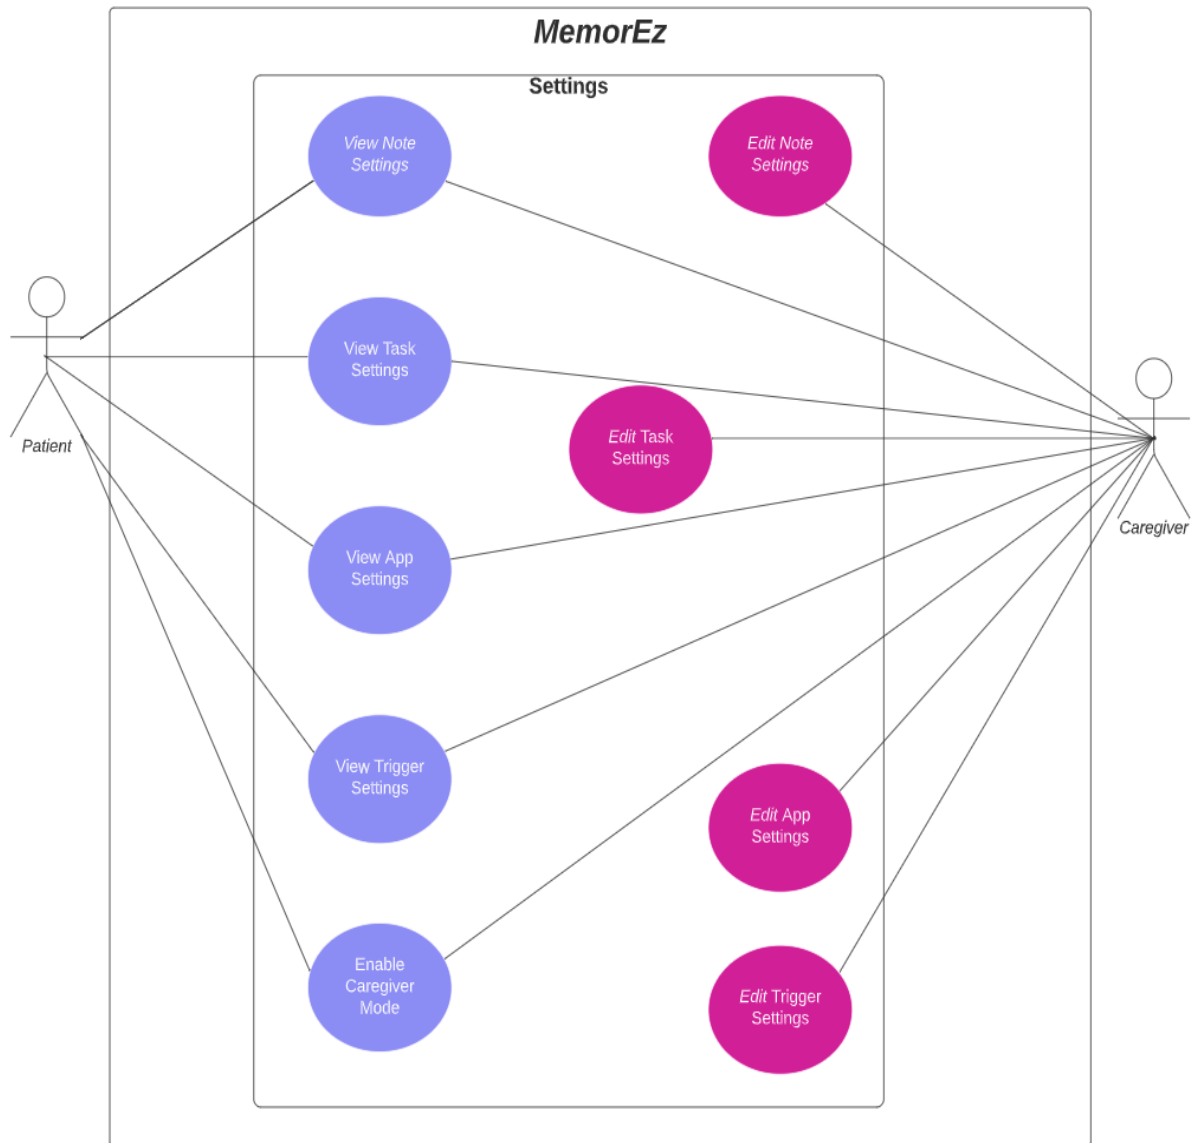 MemorEz
Settings
View Note
Settings
Edit Note
Settings
View Task
Settings
Edit Task
Settings
Patient
Caregiver
View App
Settings
View Trigger
Settings
Edit App
Settings
Enable
Caregiver
Mode
Edit Trigger
Settings